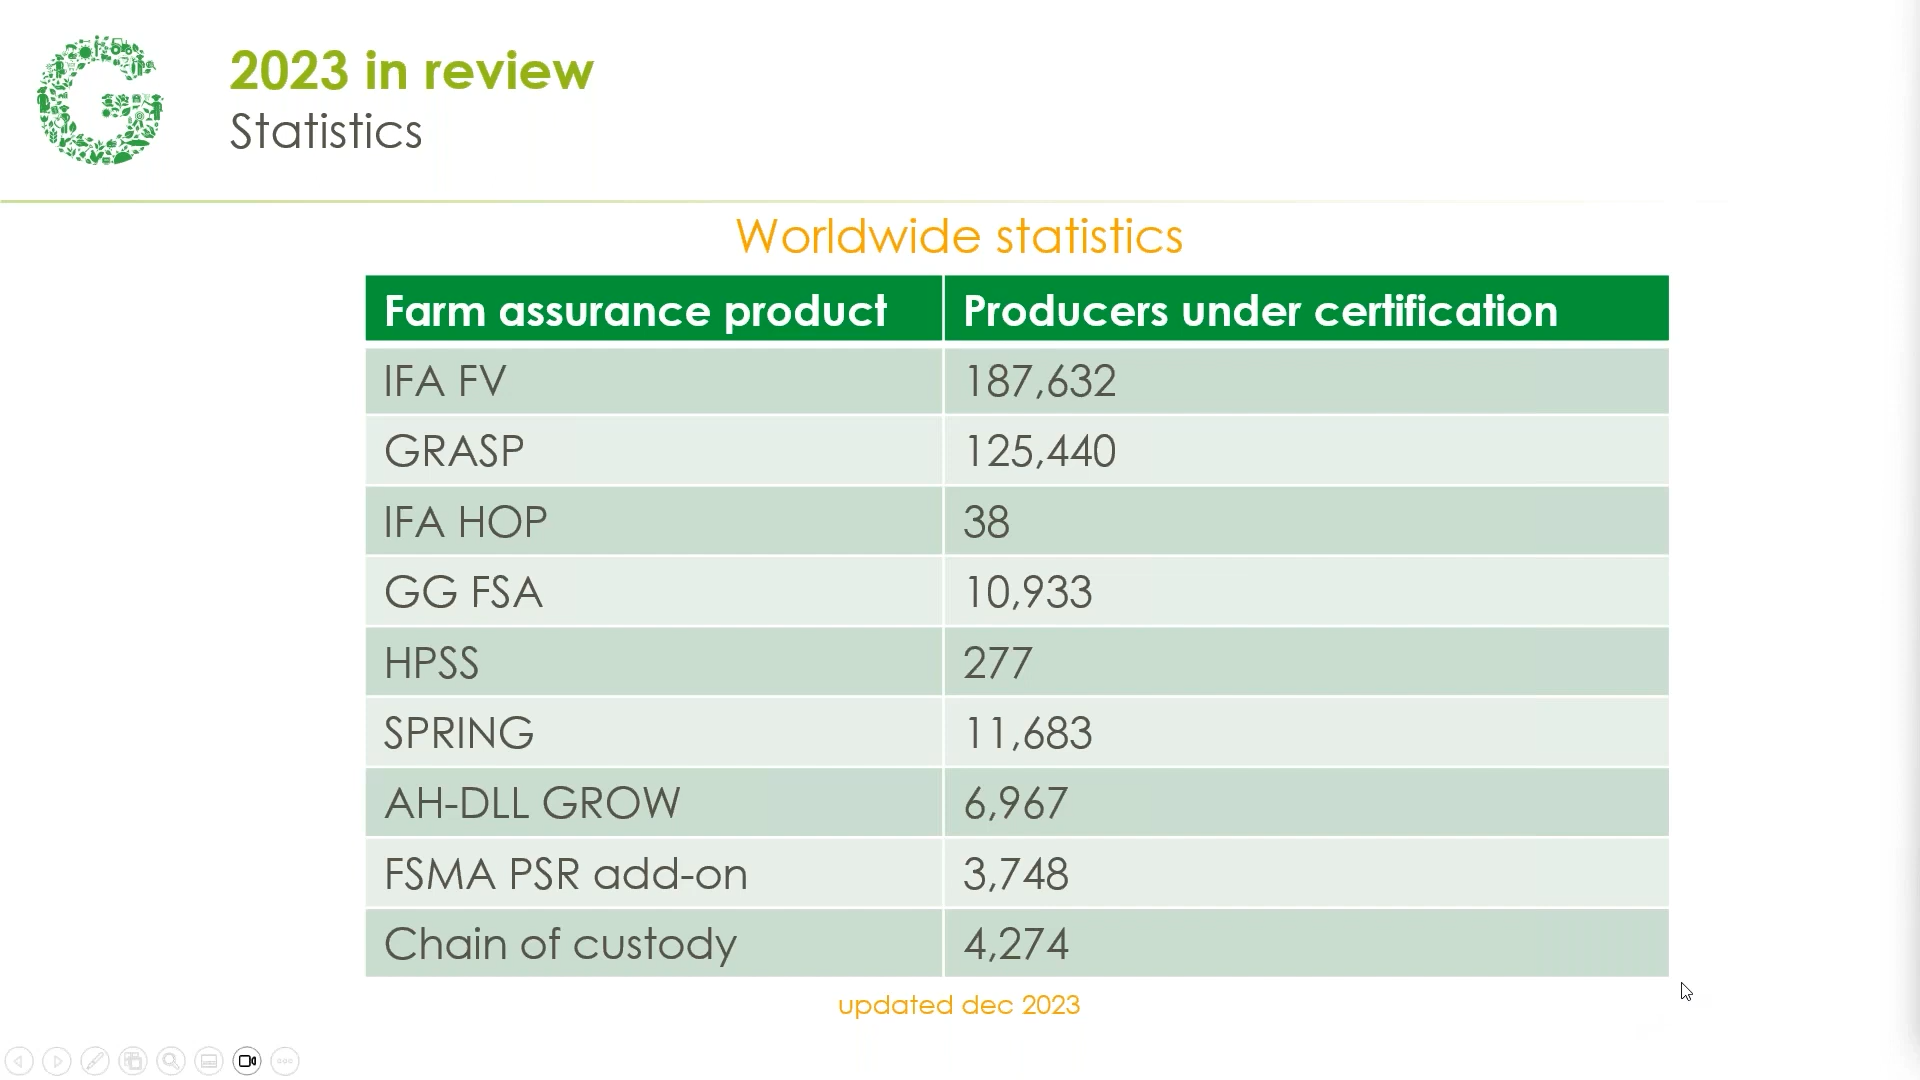 2023 in review
Statistics
Worldwide statistics
Farm assurance product Producers under certification
IFA FV 187,632
GRASP 125,440
IFA HOP 38
GG FSA 10,933
HPSS 277
SPRING 11,683
AH-DLL GROW 6,967
FSMA PSR add-on 3,748
Chain of custody 4,274
updated dec 2023